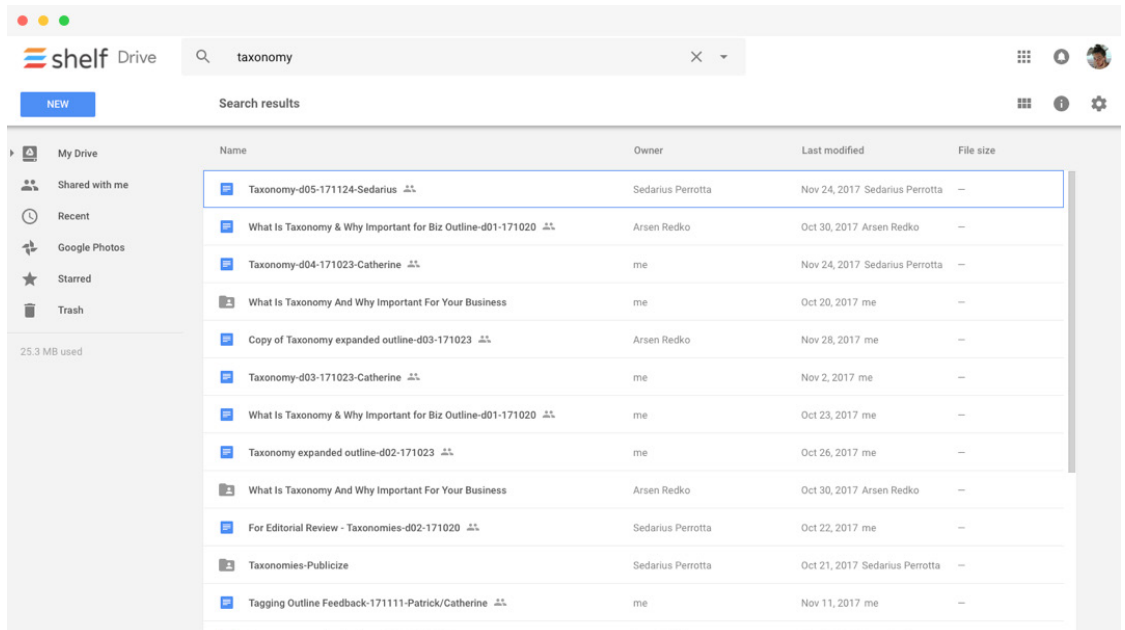 shelf Drive taxonomy
NEW Search results
My Drive
Shared with me
Recent
Google Photos
Starred
Trash
25.3 MB used
Name Owner Last modified File size
Taxonomy-d05-171124-Sedarius Sedarius Perrotta Nov 24, 2017 Sedarius Perrotta –
What Is Taxonomy & Why Important for Biz Outline-d01-171020 Arsen Redko Oct 30, 2017 Arsen Redko –
Taxonomy-d04-171023-Catherine me Nov 24, 2017 Sedarius Perrotta –
What Is Taxonomy And Why Important For Your Business me Oct 20, 2017 me –
Copy of Taxonomy expanded outline-d03-171023 Arsen Redko Nov 28, 2017 me –
Taxonomy-d03-171023-Catherine me Nov 2, 2017 me –
What Is Taxonomy & Why Important for Biz Outline-d01-171020 me Oct 23, 2017 me –
Taxonomy expanded outline-d02-171023 me Oct 26, 2017 me –
What Is Taxonomy And Why Important For Your Business Arsen Redko Oct 30, 2017 Arsen Redko –
For Editorial Review - Taxonomies-d02-171020 Sedarius Perrotta Oct 22, 2017 me –
Taxonomies-Publicize Sedarius Perrotta Oct 21, 2017 Sedarius Perrotta –
Tagging Outline Feedback-171111-Patrick/Catherine me Nov 11, 2017 me –